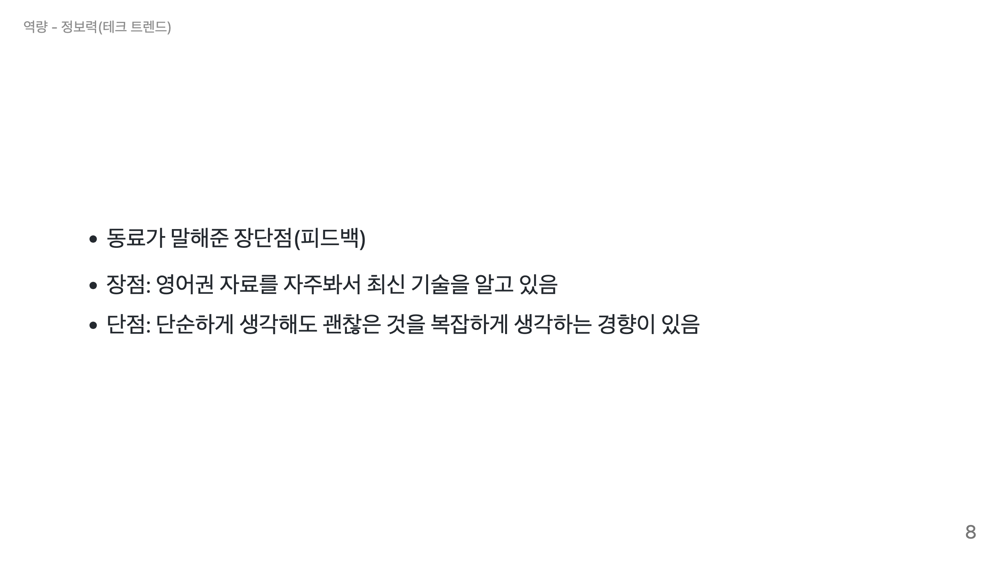 역량 - 정보력(테크 트렌드)
• 동료가 말해준 장단점(피드백)
• 장점: 영어권 자료를 자주봐서 최신 기술을 알고 있음
• 단점: 단순하게 생각해도 괜찮은 것을 복잡하게 생각하는 경향이 있음
8